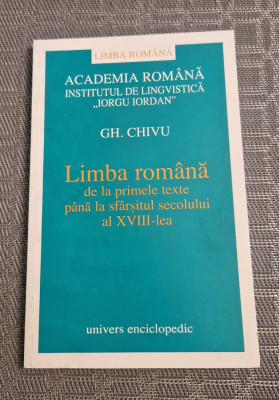 LIMBA ROMÂNĂ
ACADEMIA ROMÂNĂ
INSTITUTUL DE LINGVISTICĂ
„IORGU IORDAN”
GH. CHIVU
Limba română
de la primele texte
până la sfârșitul secolului
al XVIII-lea
univers enciclopedic